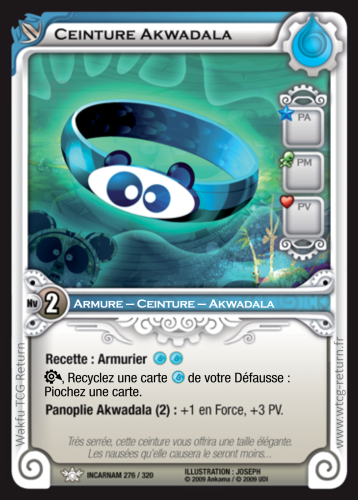 Ceinture Akwadala
PA
PM
PV
Nv 2 Armure – Ceinture – Akwadala
Recette : Armurier
, Recyclez une carte de votre Défausse :
Piochez une carte.
Panoplie Akwadala (2) : +1 en Force, +3 PV.
Très serrée, cette ceinture vous offrira une taille élégante.
Les nausées qu'elle causera le seront moins...
INCARNAM 276 / 320
ILLUSTRATION : JOSEPH
© 2009 Ankama / © 2009 UDI
Wakfu TCG Return
www.wtcg-return.fr